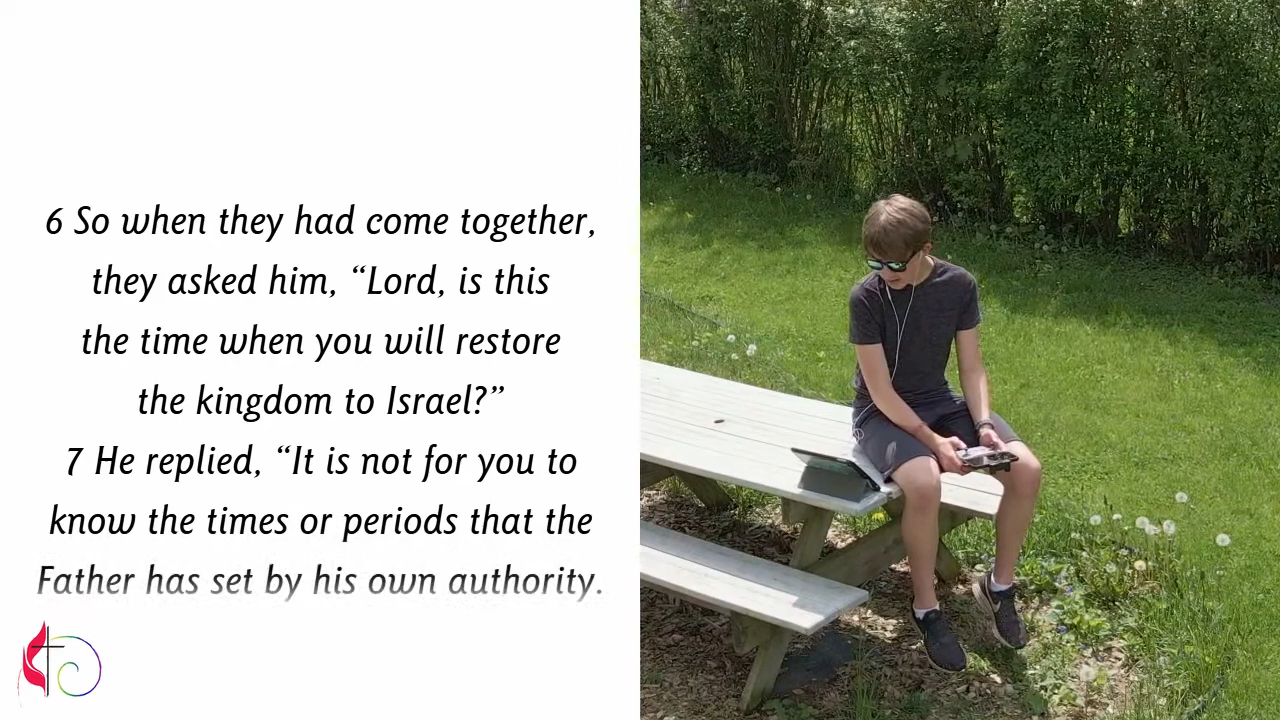 6 So when they had come together,
they asked him, “Lord, is this
the time when you will restore
the kingdom to Israel?”
7 He replied, “It is not for you to
know the times or periods that the
Father has set by his own authority.